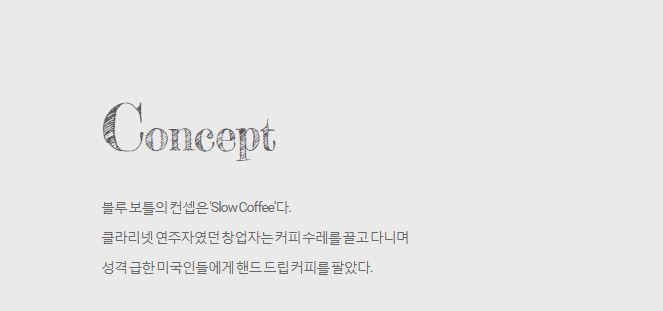 Concept
블루 보틀의 컨셉은 'Slow Coffee'다.
클라리넷 연주자였던 창업자는 커피 수레를 끌고 다니며
성격 급한 미국인들에게 핸드 드립 커피를 팔았다.